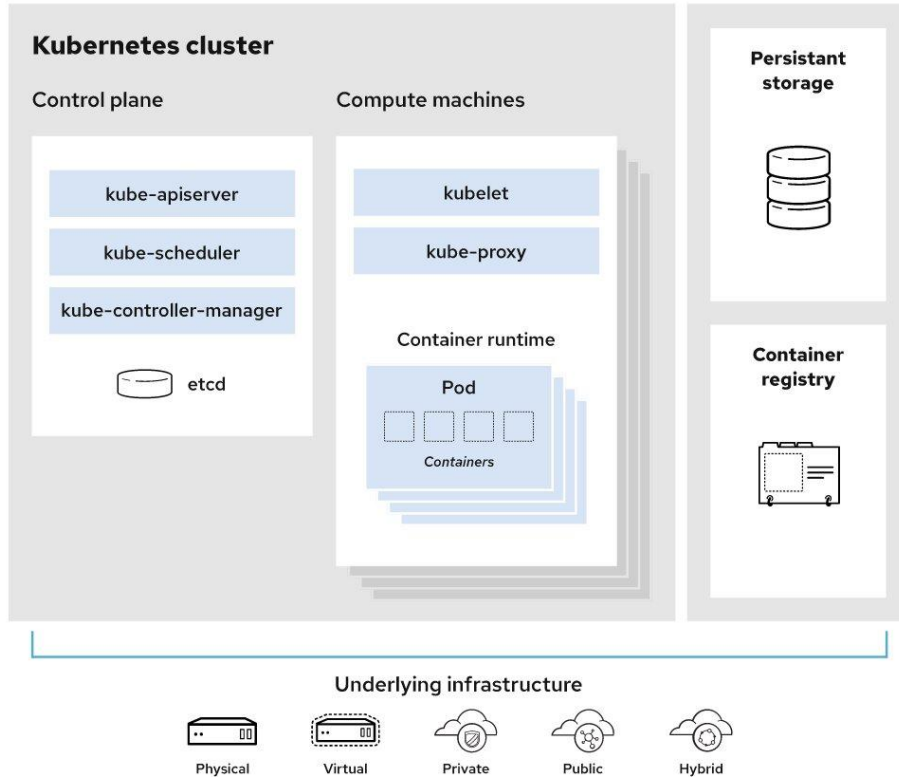 Kubernetes cluster
Control plane
kube-apiserver
kube-scheduler
kube-controller-manager
etcd
Compute machines
kubelet
kube-proxy
Container runtime
Pod
Containers
Persistant
storage
Container
registry
Underlying infrastructure
Physical
Virtual
Private
Public
Hybrid